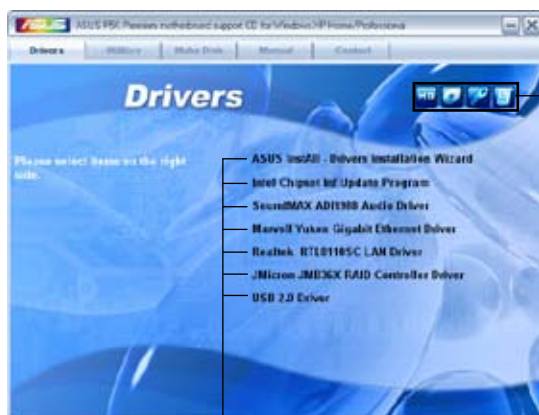 ASUS
ASUS P5K Premium motherboard support CD for Windows XP Home/Professional
Drivers
Utilities
Make Disk
Manual
Contact
Drivers
Please select items on the right
side.
ASUS InstAll - Drivers Installation Wizard
Intel Chipset Inf Update Program
SoundMAX ADI1988 Audio Driver
Marvell Yukon Gigabit Ethernet Driver
Realtek RTL8110SC LAN Driver
JMicron JMB36X RAID Controller Driver
USB 2.0 Driver